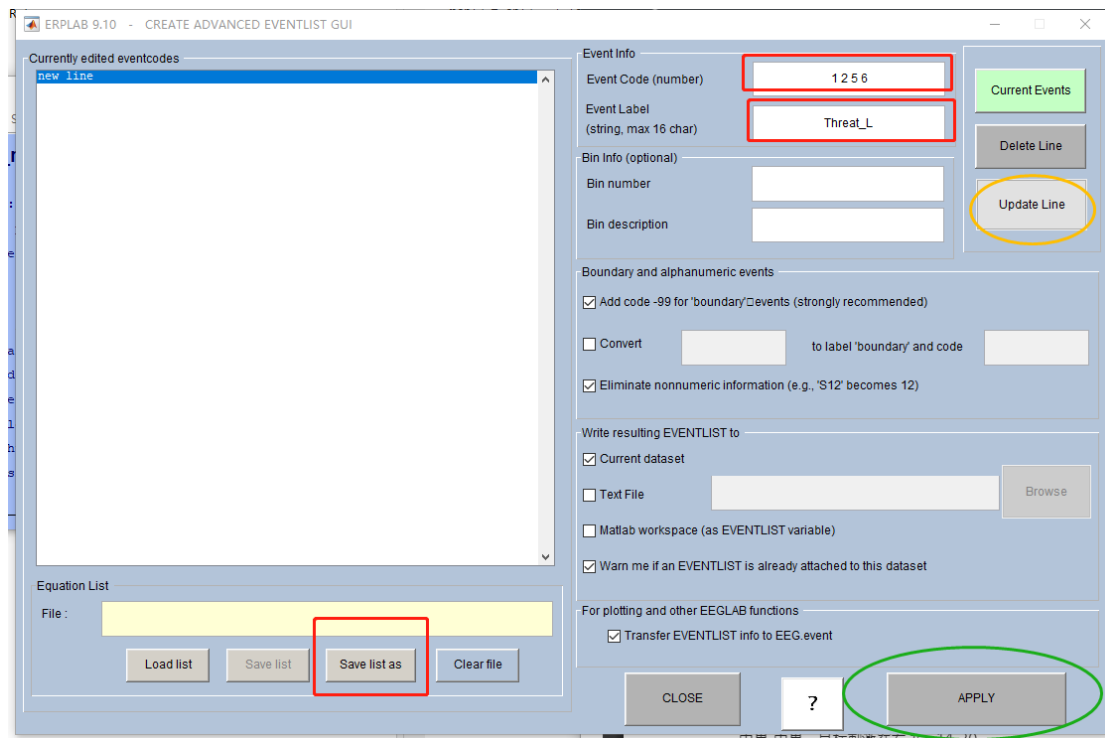 ERPLAB 9.10 - CREATE ADVANCED EVENTLIST GUI
Currently edited eventcodes
new line
Equation List
File :
Load list
Save list
Save list as
Clear file
Event Info
Event Code (number)
1 2 5 6
Event Label
(string, max 16 char)
Threat_L
Bin Info (optional)
Bin number
Bin description
Current Events
Delete Line
Update Line
Boundary and alphanumeric events
Add code -99 for 'boundary'□events (strongly recommended)
Convert
to label 'boundary' and code
Eliminate nonnumeric information (e.g., 'S12' becomes 12)
Write resulting EVENTLIST to
Current dataset
Text File
Browse
Matlab workspace (as EVENTLIST variable)
Warn me if an EVENTLIST is already attached to this dataset
For plotting and other EEGLAB functions
Transfer EVENTLIST info to EEG.event
CLOSE
?
APPLY